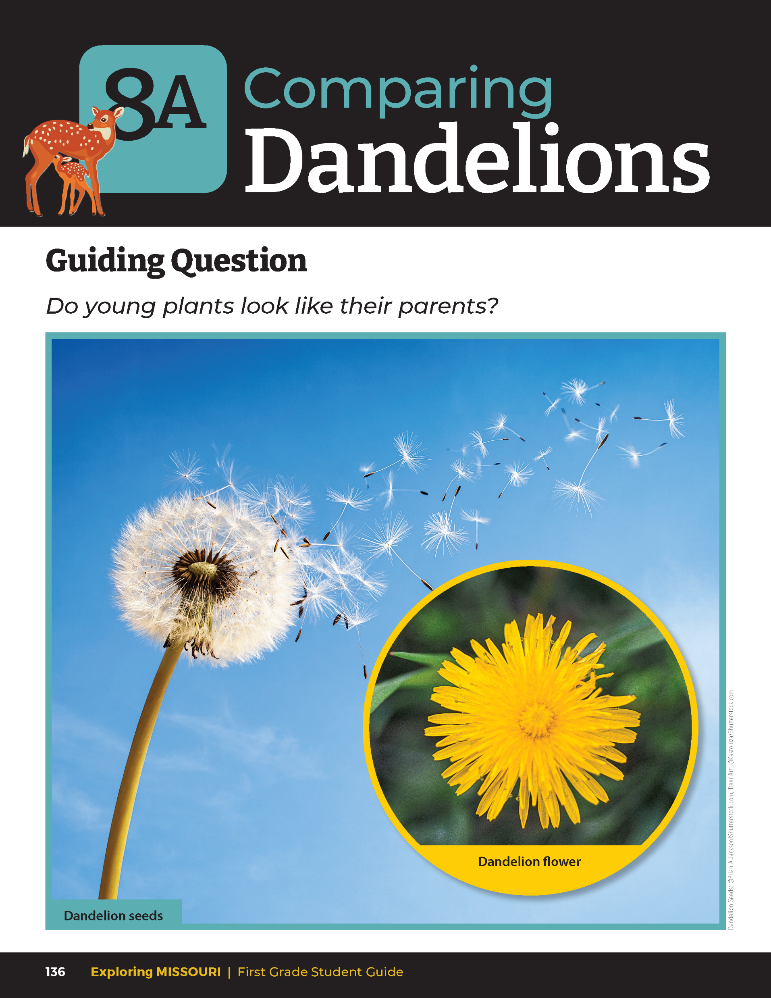 8A
Comparing
Dandelions
Guiding Question
Do young plants look like their parents?
Dandelion flower
Dandelion seeds
136 Exploring MISSOURI | First Grade Student Guide